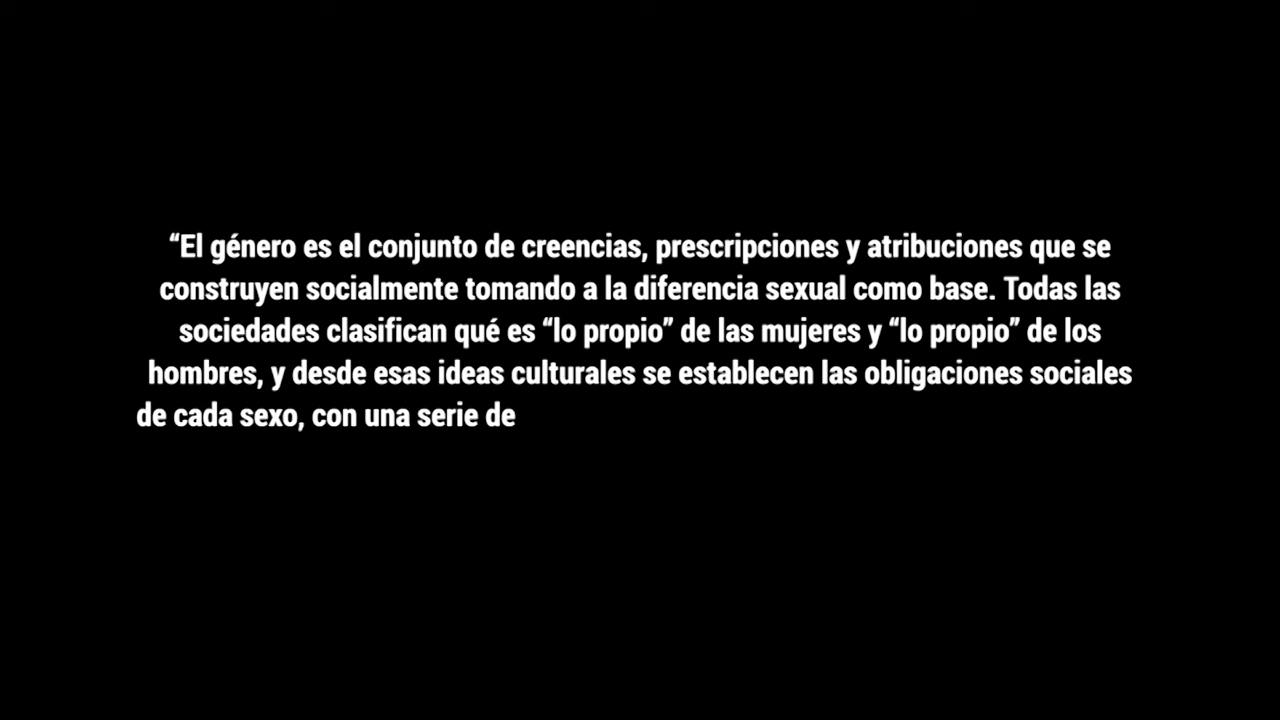 “El género es el conjunto de creencias, prescripciones y atribuciones que se
construyen socialmente tomando a la diferencia sexual como base. Todas las
sociedades clasifican qué es “lo propio” de las mujeres y “lo propio” de los
hombres, y desde esas ideas culturales se establecen las obligaciones sociales
de cada sexo, con una serie de